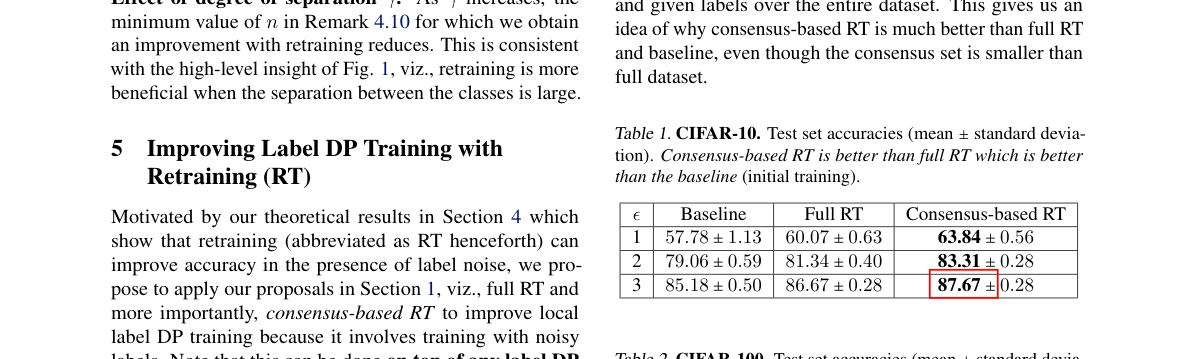 minimum value of n in Remark 4.10 for which we obtain
an improvement with retraining reduces. This is consistent
with the high-level insight of Fig. 1, viz., retraining is more
beneficial when the separation between the classes is large.
5 Improving Label DP Training with
Retraining (RT)
Motivated by our theoretical results in Section 4 which
show that retraining (abbreviated as RT henceforth) can
improve accuracy in the presence of label noise, we pro-
pose to apply our proposals in Section 1, viz., full RT and
more importantly, consensus-based RT to improve local
label DP training because it involves training with noisy
and given labels over the entire dataset. This gives us an
idea of why consensus-based RT is much better than full RT
and baseline, even though the consensus set is smaller than
full dataset.
Table 1. CIFAR-10. Test set accuracies (mean ± standard devia-
tion). Consensus-based RT is better than full RT which is better
than the baseline (initial training).
ϵ Baseline Full RT Consensus-based RT
1 57.78 ± 1.13 60.07 ± 0.63 63.84 ± 0.56
2 79.06 ± 0.59 81.34 ± 0.40 83.31 ± 0.28
3 85.18 ± 0.50 86.67 ± 0.28 87.67 ± 0.28